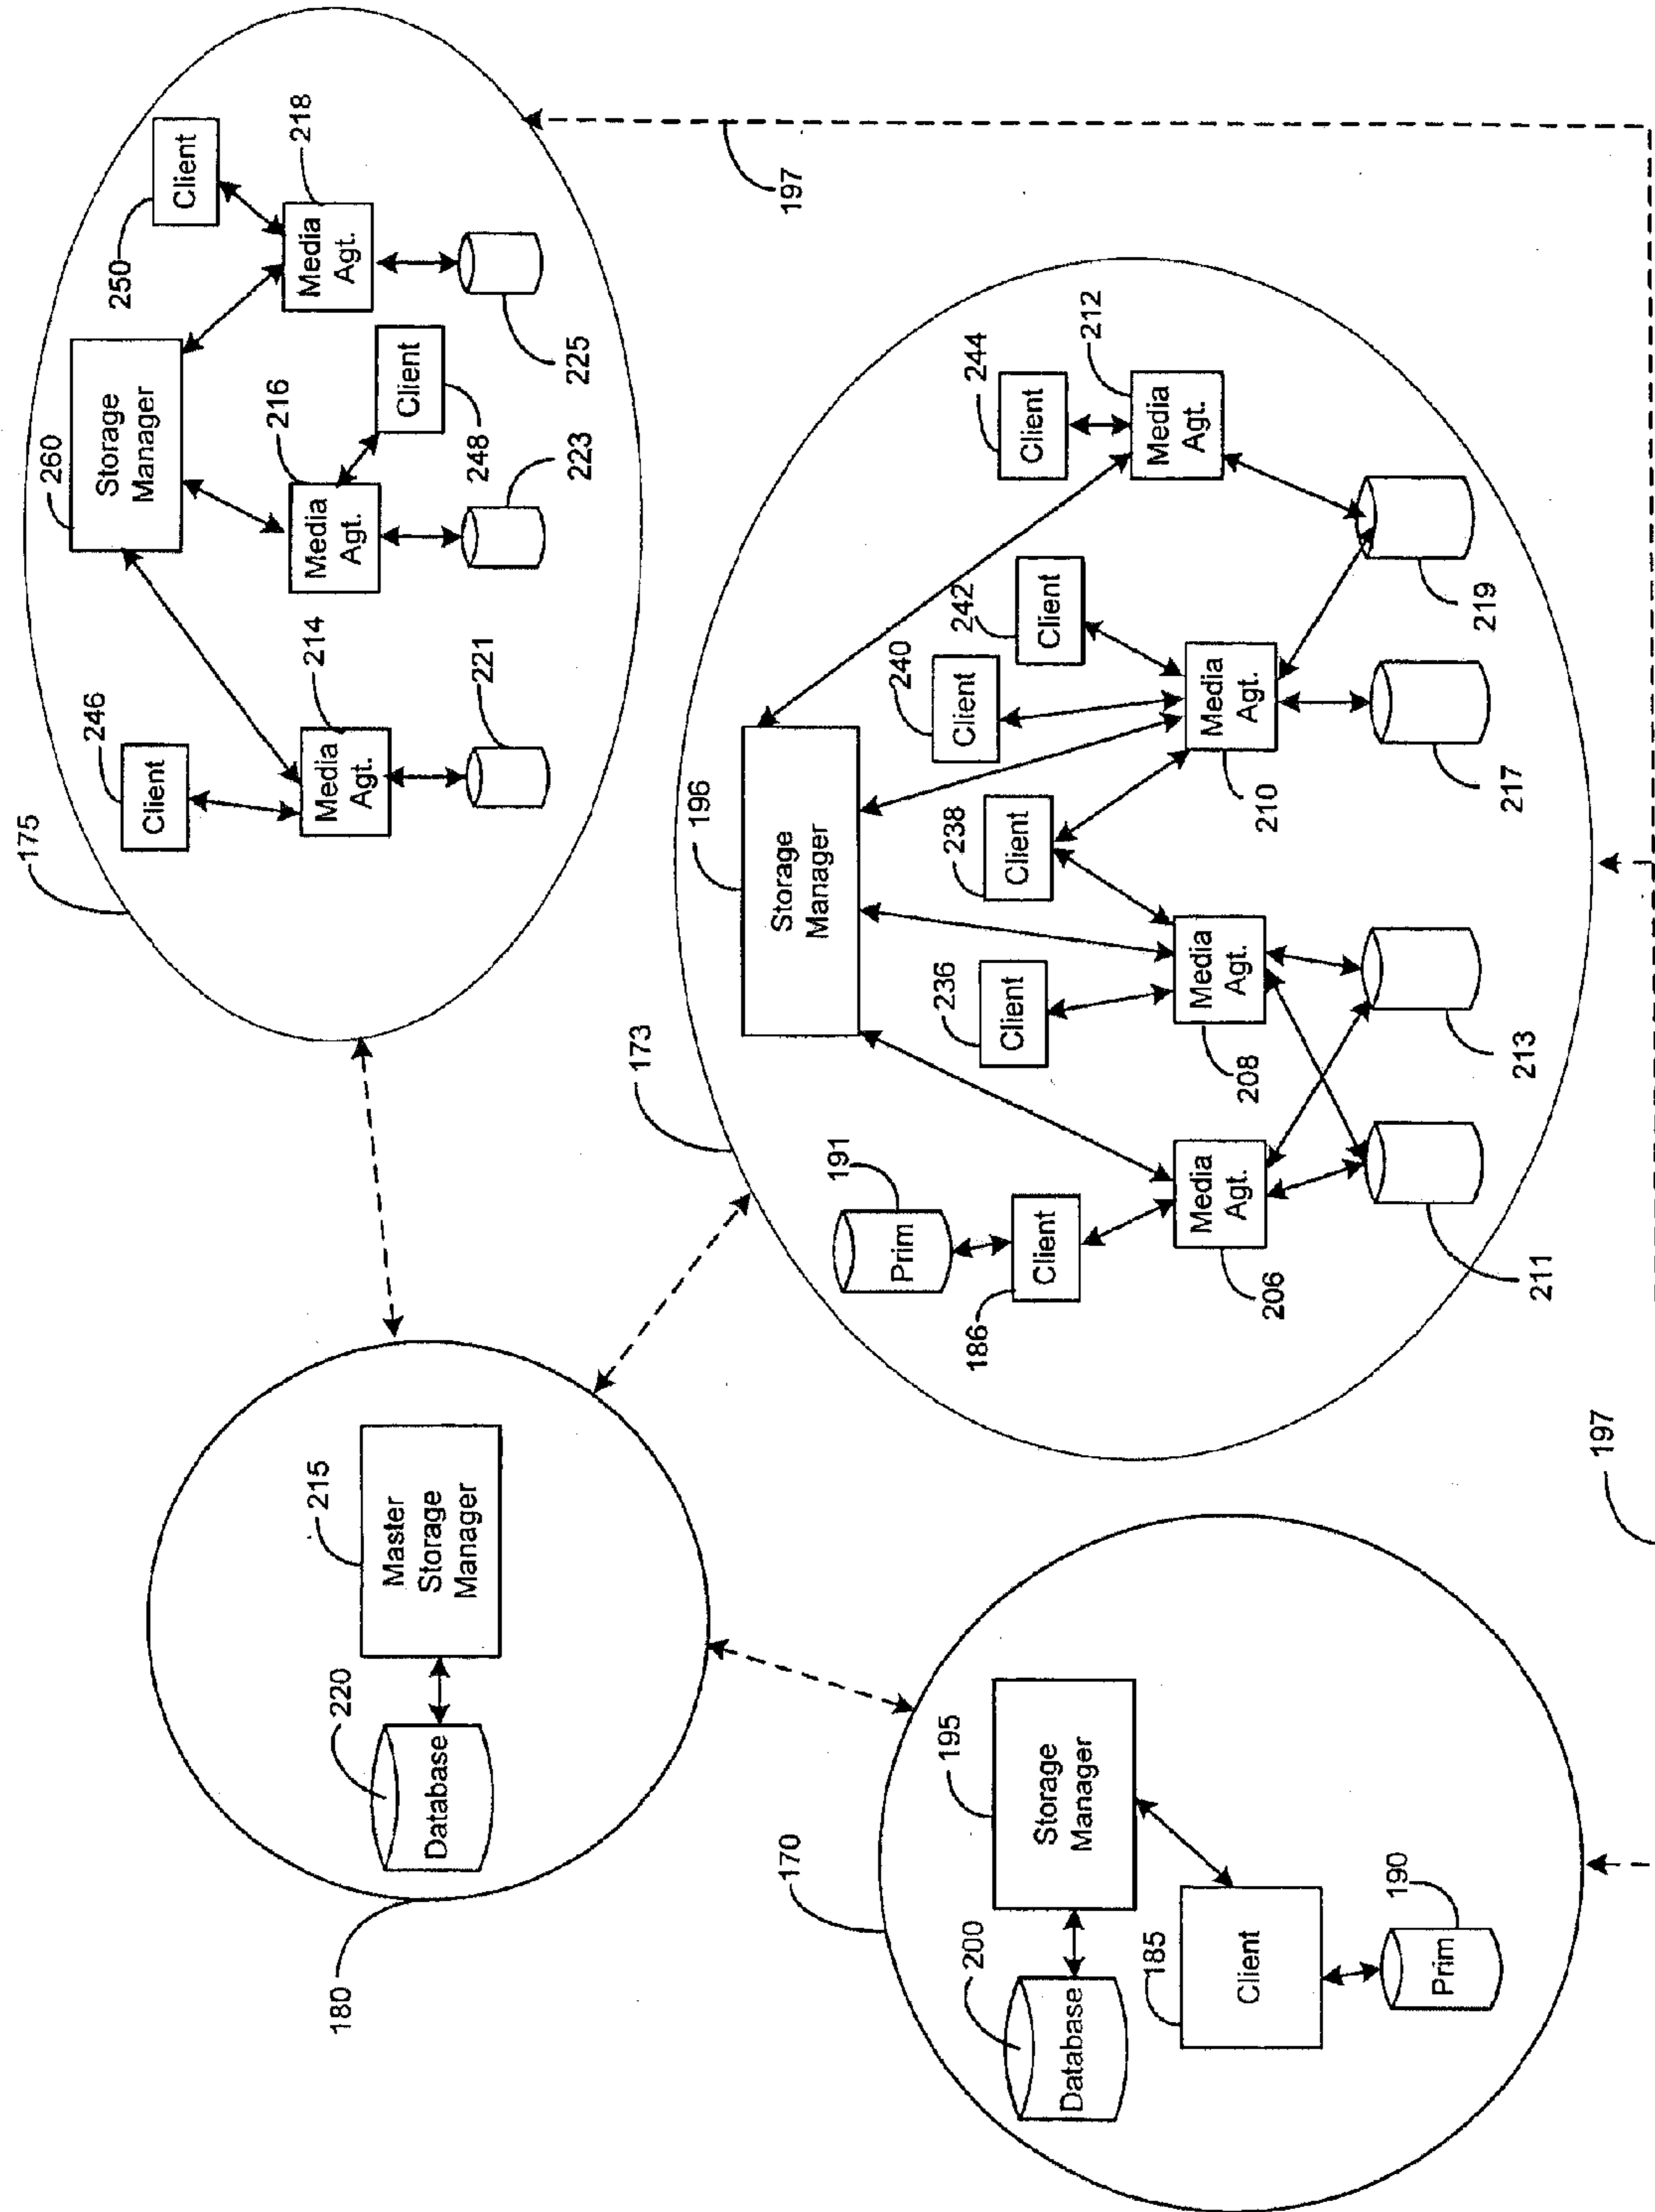 180
220
Database
215
Master
Storage
Manager
175
246
Client
214
Media
Agt.
221
260
Storage
Manager
216
Media
Agt.
Client
248
223
250
Client
218
Media
Agt.
225
197
170
200
Database
195
Storage
Manager
185
Client
190
Prim
197
173
196
Storage
Manager
191
Prim
186
Client
236
Client
238
Client
240
Client
242
Client
244
Client
206
Media
Agt.
208
Media
Agt.
210
Media
Agt.
212
Media
Agt.
211
213
217
219